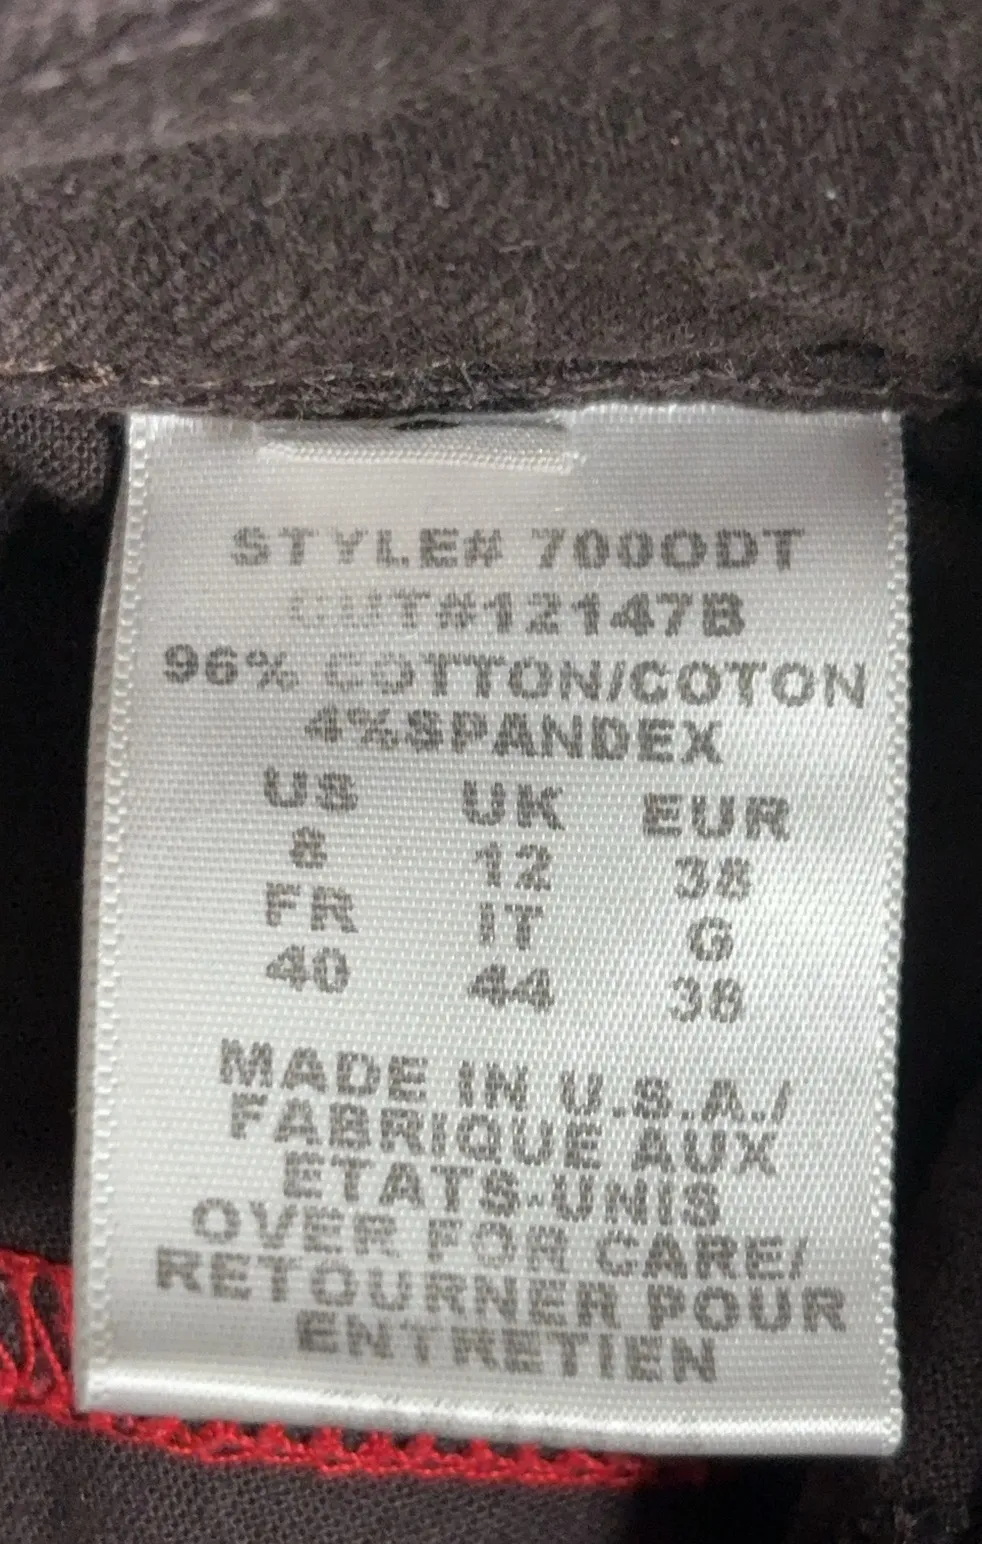 STYLE# 700ODT
CUT#12147B
96% COTTON/COTON
4%SPANDEX
US UK EUR
8 12 38
FR IT G
40 44 38
MADE IN U.S.A./
FABRIQUE AUX
ETATS-UNIS
OVER FOR CARE/
RETOURNER POUR
ENTRETIEN